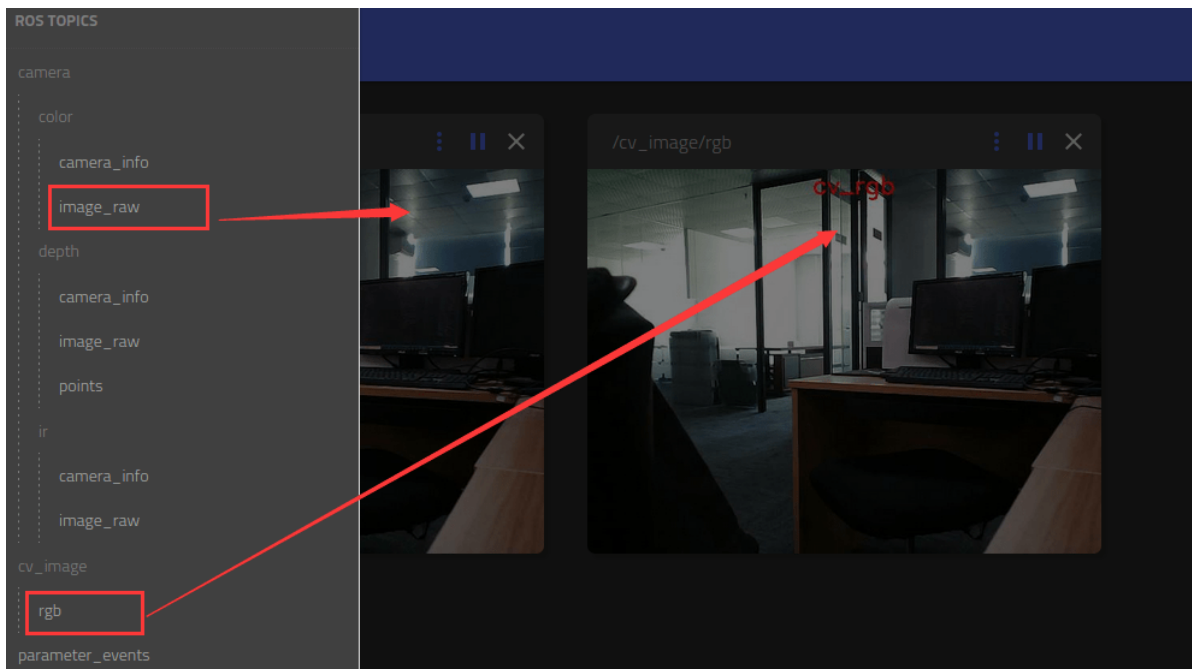 ROS TOPICS
camera
color
camera_info
image_raw
depth
camera_info
image_raw
points
ir
camera_info
image_raw
cv_image
rgb
parameter_events
/cv_image/rgb
cv_rgb